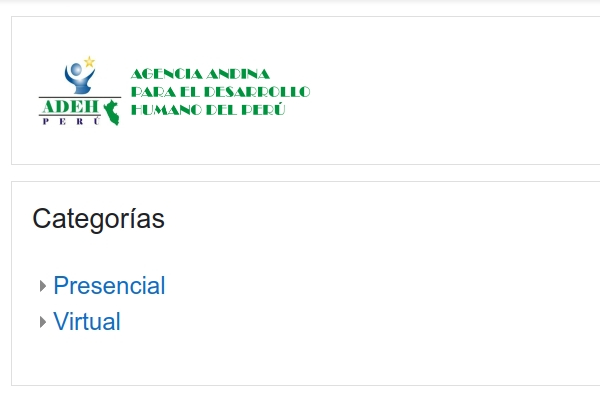 ADEH
PERÚ
AGENCIA ANDINA
PARA EL DESARROLLO
HUMANO DEL PERÚ
Categorías
Presencial
Virtual